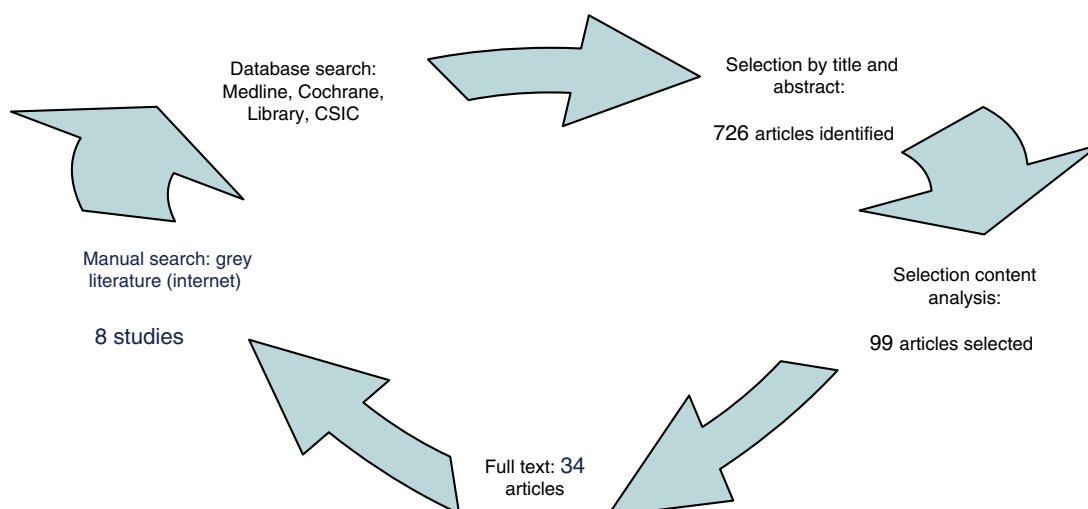 Database search:
Medline, Cochrane,
Library, CSIC
Selection by title and
abstract:
726 articles identified
Selection content
analysis:
99 articles selected
Full text: 34
articles
Manual search: grey
literature (internet)
8 studies